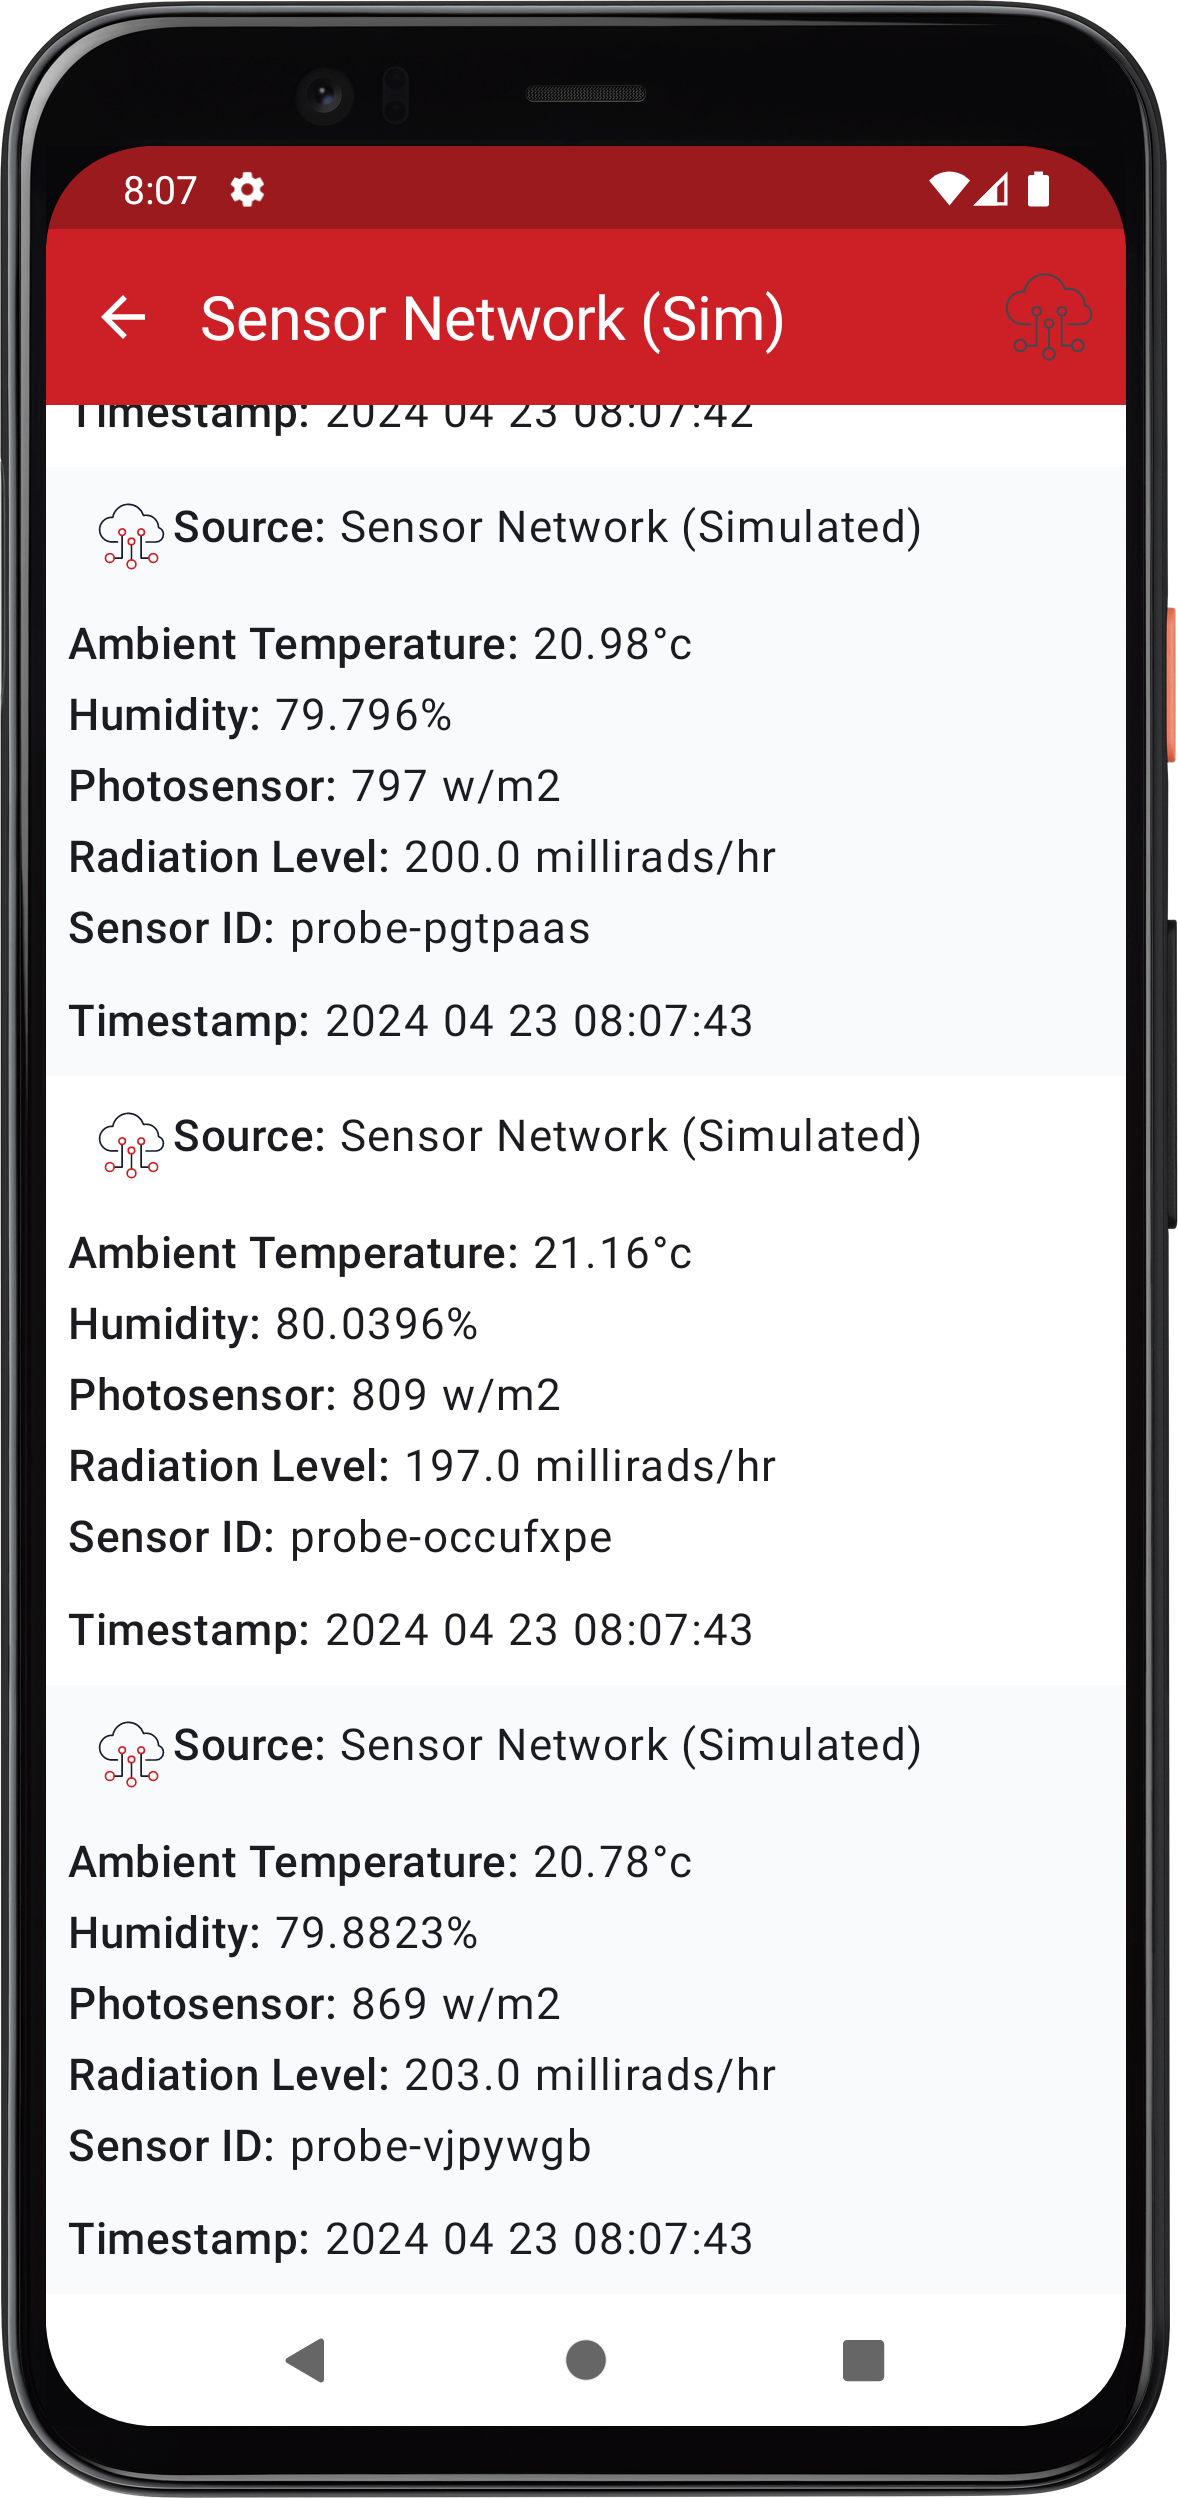 8:07
Sensor Network (Sim)
Timestamp: 2024 04 23 08:07:42
Source: Sensor Network (Simulated)
Ambient Temperature: 20.98°c
Humidity: 79.796%
Photosensor: 797 w/m2
Radiation Level: 200.0 millirads/hr
Sensor ID: probe-pgtpaas
Timestamp: 2024 04 23 08:07:43
Source: Sensor Network (Simulated)
Ambient Temperature: 21.16°c
Humidity: 80.0396%
Photosensor: 809 w/m2
Radiation Level: 197.0 millirads/hr
Sensor ID: probe-occufxpe
Timestamp: 2024 04 23 08:07:43
Source: Sensor Network (Simulated)
Ambient Temperature: 20.78°c
Humidity: 79.8823%
Photosensor: 869 w/m2
Radiation Level: 203.0 millirads/hr
Sensor ID: probe-vjpywgb
Timestamp: 2024 04 23 08:07:43